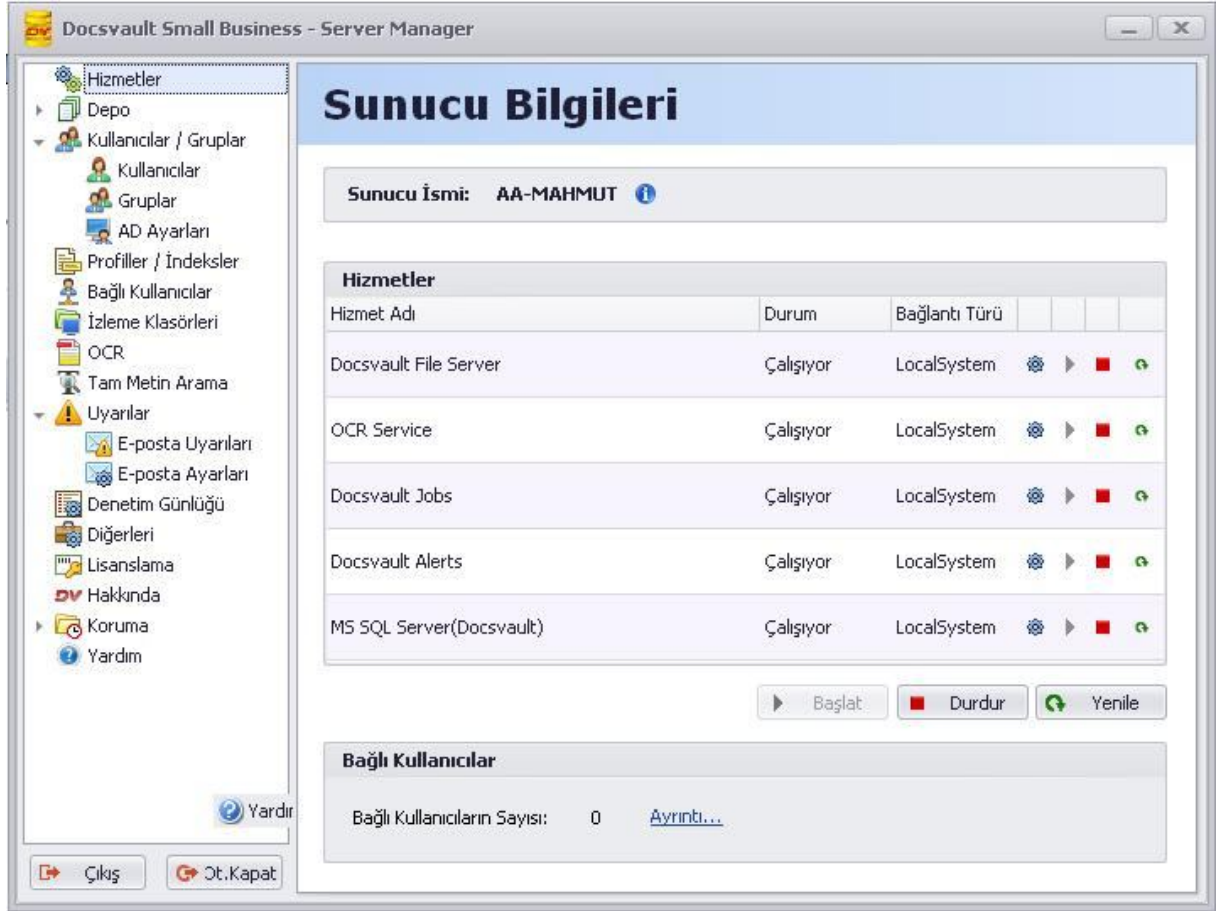 Docsvault Small Business - Server Manager
Hizmetler
Depo
Kullanıcılar / Gruplar
Kullanıcılar
Gruplar
AD Ayarları
Profiller / İndeksler
Bağlı Kullanıcılar
İzleme Klasörleri
OCR
Tam Metin Arama
Uyarılar
E-posta Uyarıları
E-posta Ayarları
Denetim Günlüğü
Diğerleri
Lisanslama
DV Hakkında
Koruma
Yardım
Yardır
Çıkış
Ot.Kapat
Sunucu Bilgileri
Sunucu İsmi: AA-MAHMUT
Hizmetler
Hizmet Adı Durum Bağlantı Türü
Docsvault File Server Çalışıyor LocalSystem
OCR Service Çalışıyor LocalSystem
Docsvault Jobs Çalışıyor LocalSystem
Docsvault Alerts Çalışıyor LocalSystem
MS SQL Server(Docsvault) Çalışıyor LocalSystem
Başlat Durdur Yenile
Bağlı Kullanıcılar
Bağlı Kullanıcıların Sayısı: 0 Ayrıntı...